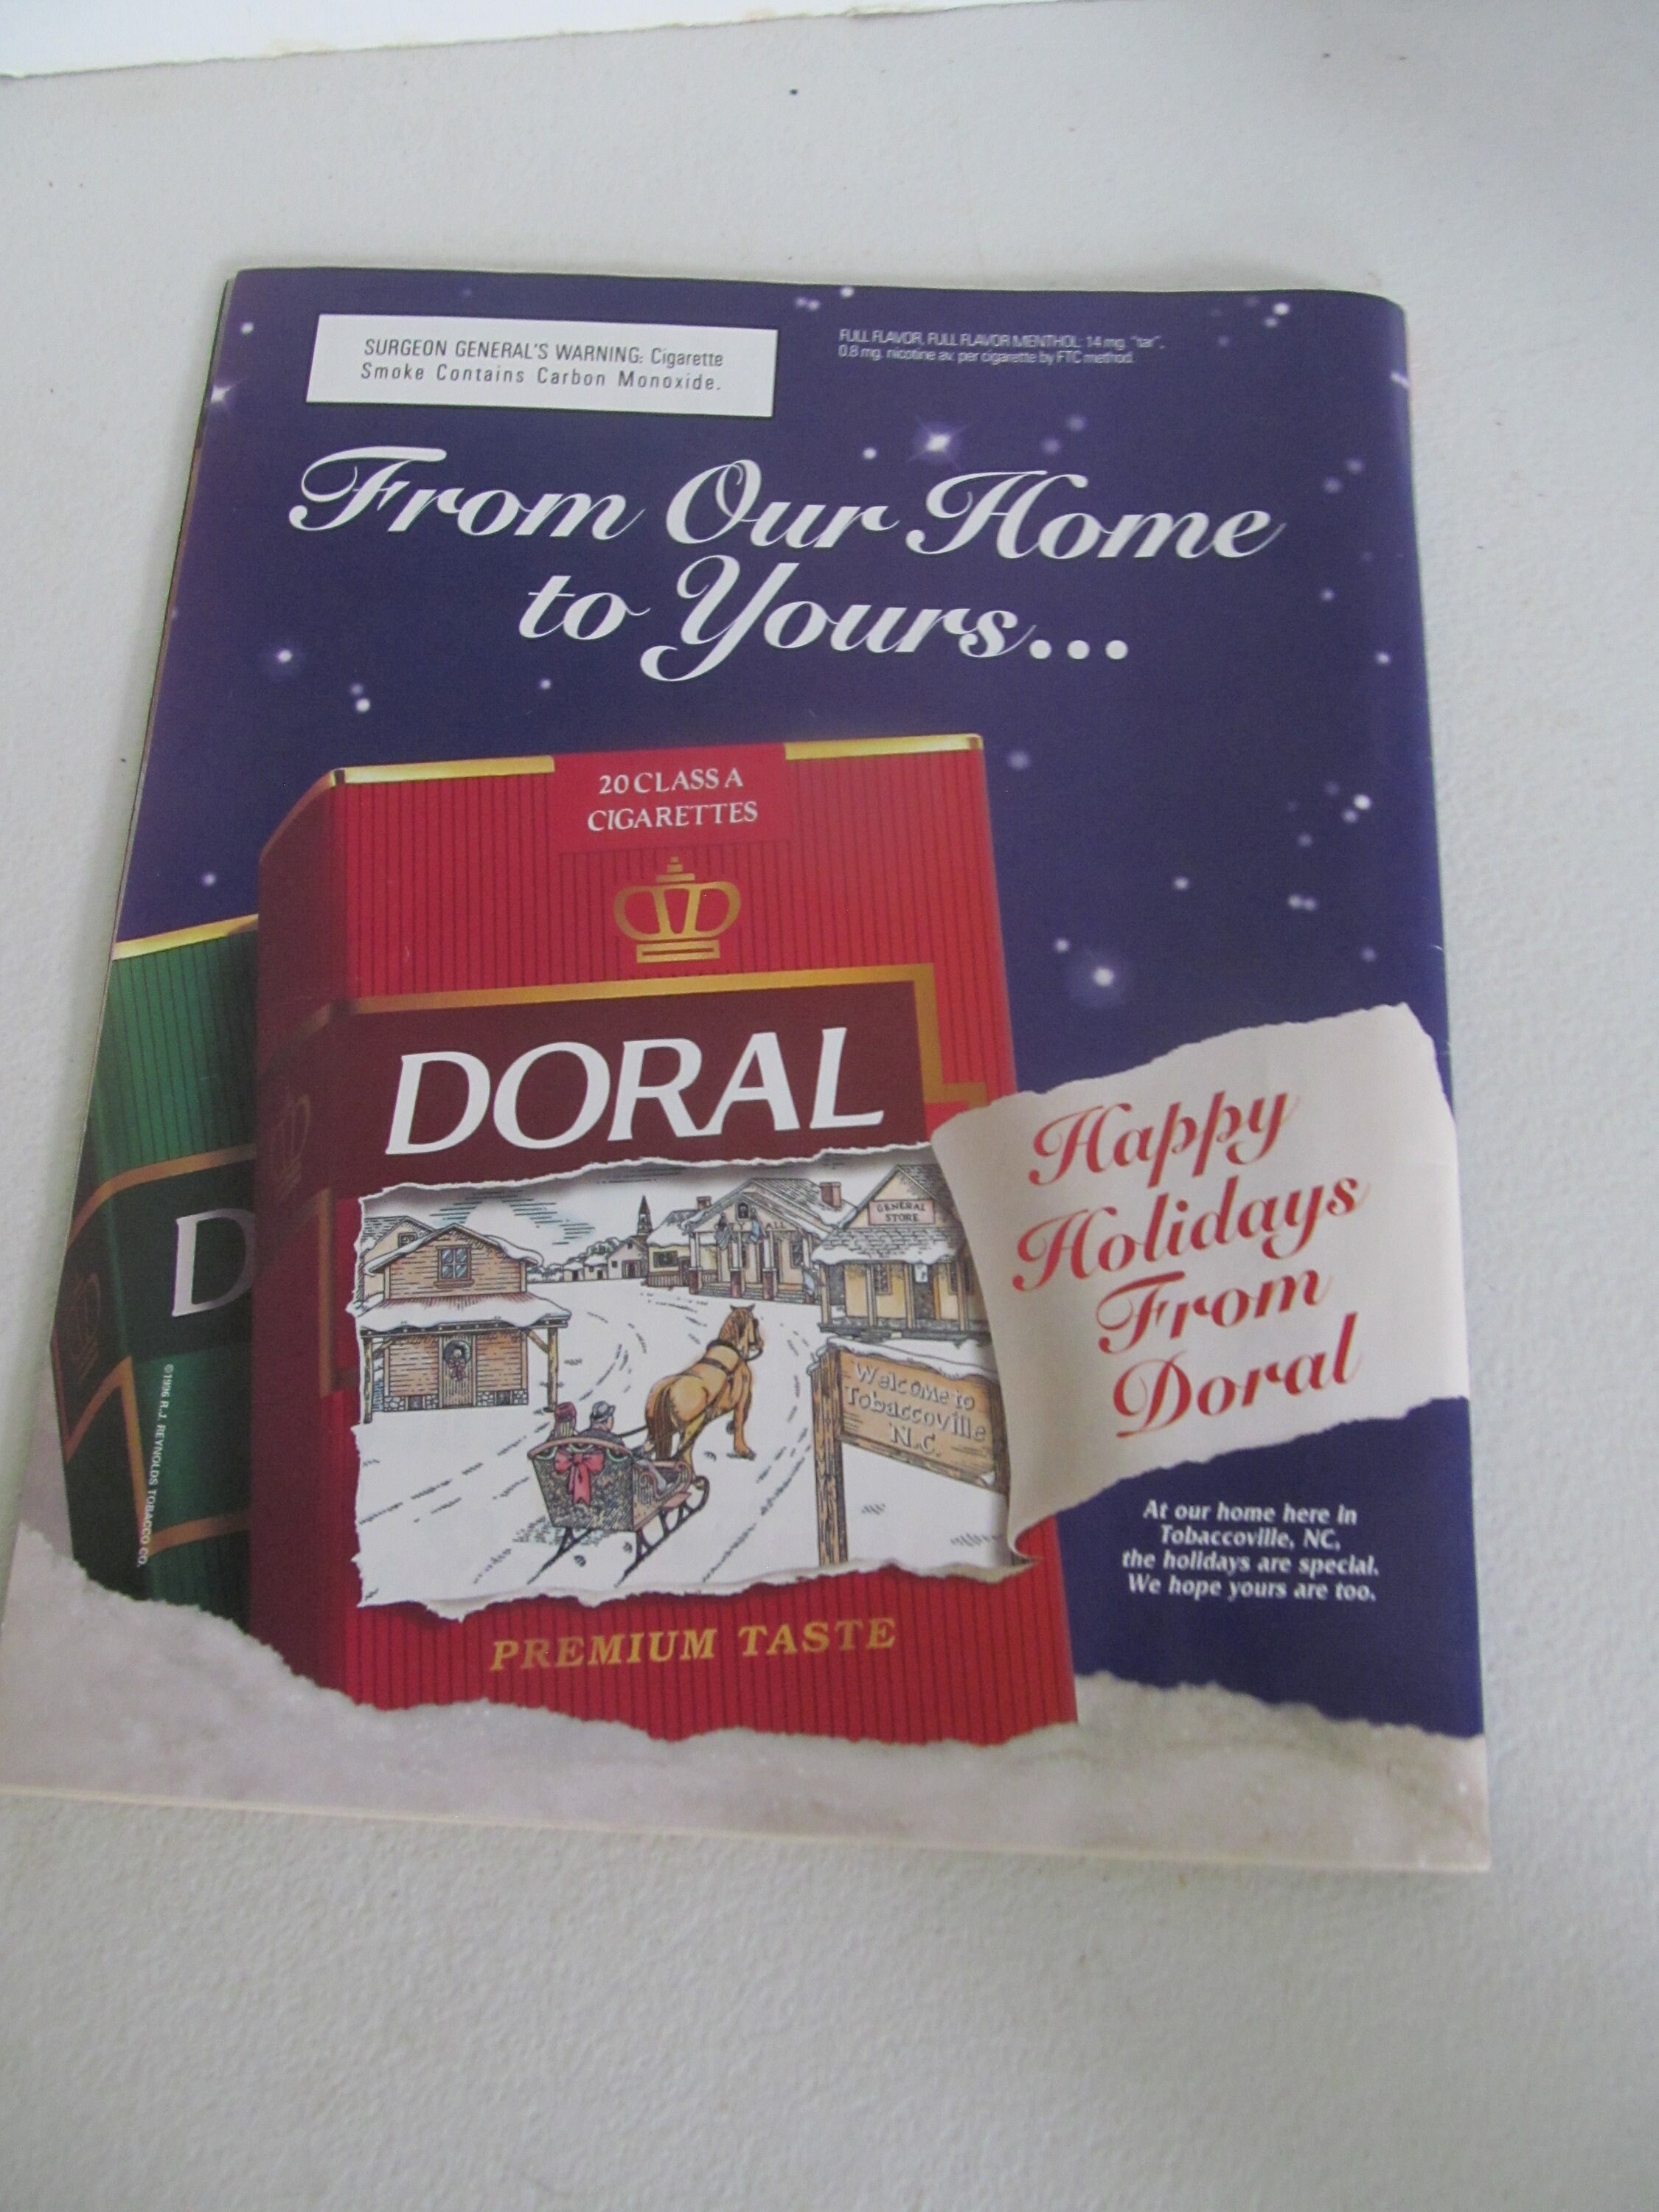 SURGEON GENERAL'S WARNING: Cigarette
Smoke Contains Carbon Monoxide.
FULL FLAVOR, FULL FLAVOR MENTHOL: 14 mg. "tar",
0.8 mg. nicotine av. per cigarette by FTC method.
From Our Home
to Yours...
20 CLASS A
CIGARETTES
DORAL
D
GENERAL
STORE
Welcome to
Tobaccoville
N.C.
PREMIUM TASTE
Happy
Holidays
From
Doral
At our home here in
Tobaccoville, NC,
the holidays are special.
We hope yours are too.
©1996 R.J. REYNOLDS TOBACCO CO.